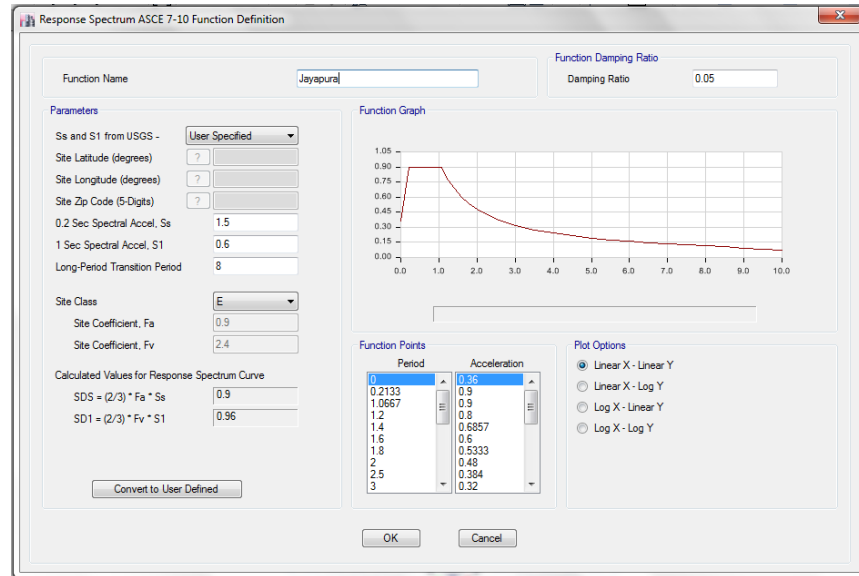 Response Spectrum ASCE 7-10 Function Definition
Function Name
Jayapura
Function Damping Ratio
Damping Ratio
0.05
Parameters
Ss and S1 from USGS -
User Specified
Site Latitude (degrees)
?
Site Longitude (degrees)
?
Site Zip Code (5-Digits)
?
0.2 Sec Spectral Accel, Ss
1.5
1 Sec Spectral Accel, S1
0.6
Long-Period Transition Period
8
Site Class
E
Site Coefficient, Fa
0.9
Site Coefficient, Fv
2.4
Calculated Values for Response Spectrum Curve
SDS = (2/3) * Fa * Ss
0.9
SD1 = (2/3) * Fv * S1
0.96
Convert to User Defined
Function Graph
1.05
0.90
0.75
0.60
0.45
0.30
0.15
0.00
0.0 1.0 2.0 3.0 4.0 5.0 6.0 7.0 8.0 9.0 10.0
Function Points
Period Acceleration
0 0.36
0.2133 0.9
1.0667 0.9
1.2 0.8
1.4 0.6857
1.6 0.6
1.8 0.5333
2 0.48
2.5 0.384
3 0.32
Plot Options
Linear X - Linear Y
Linear X - Log Y
Log X - Linear Y
Log X - Log Y
OK
Cancel